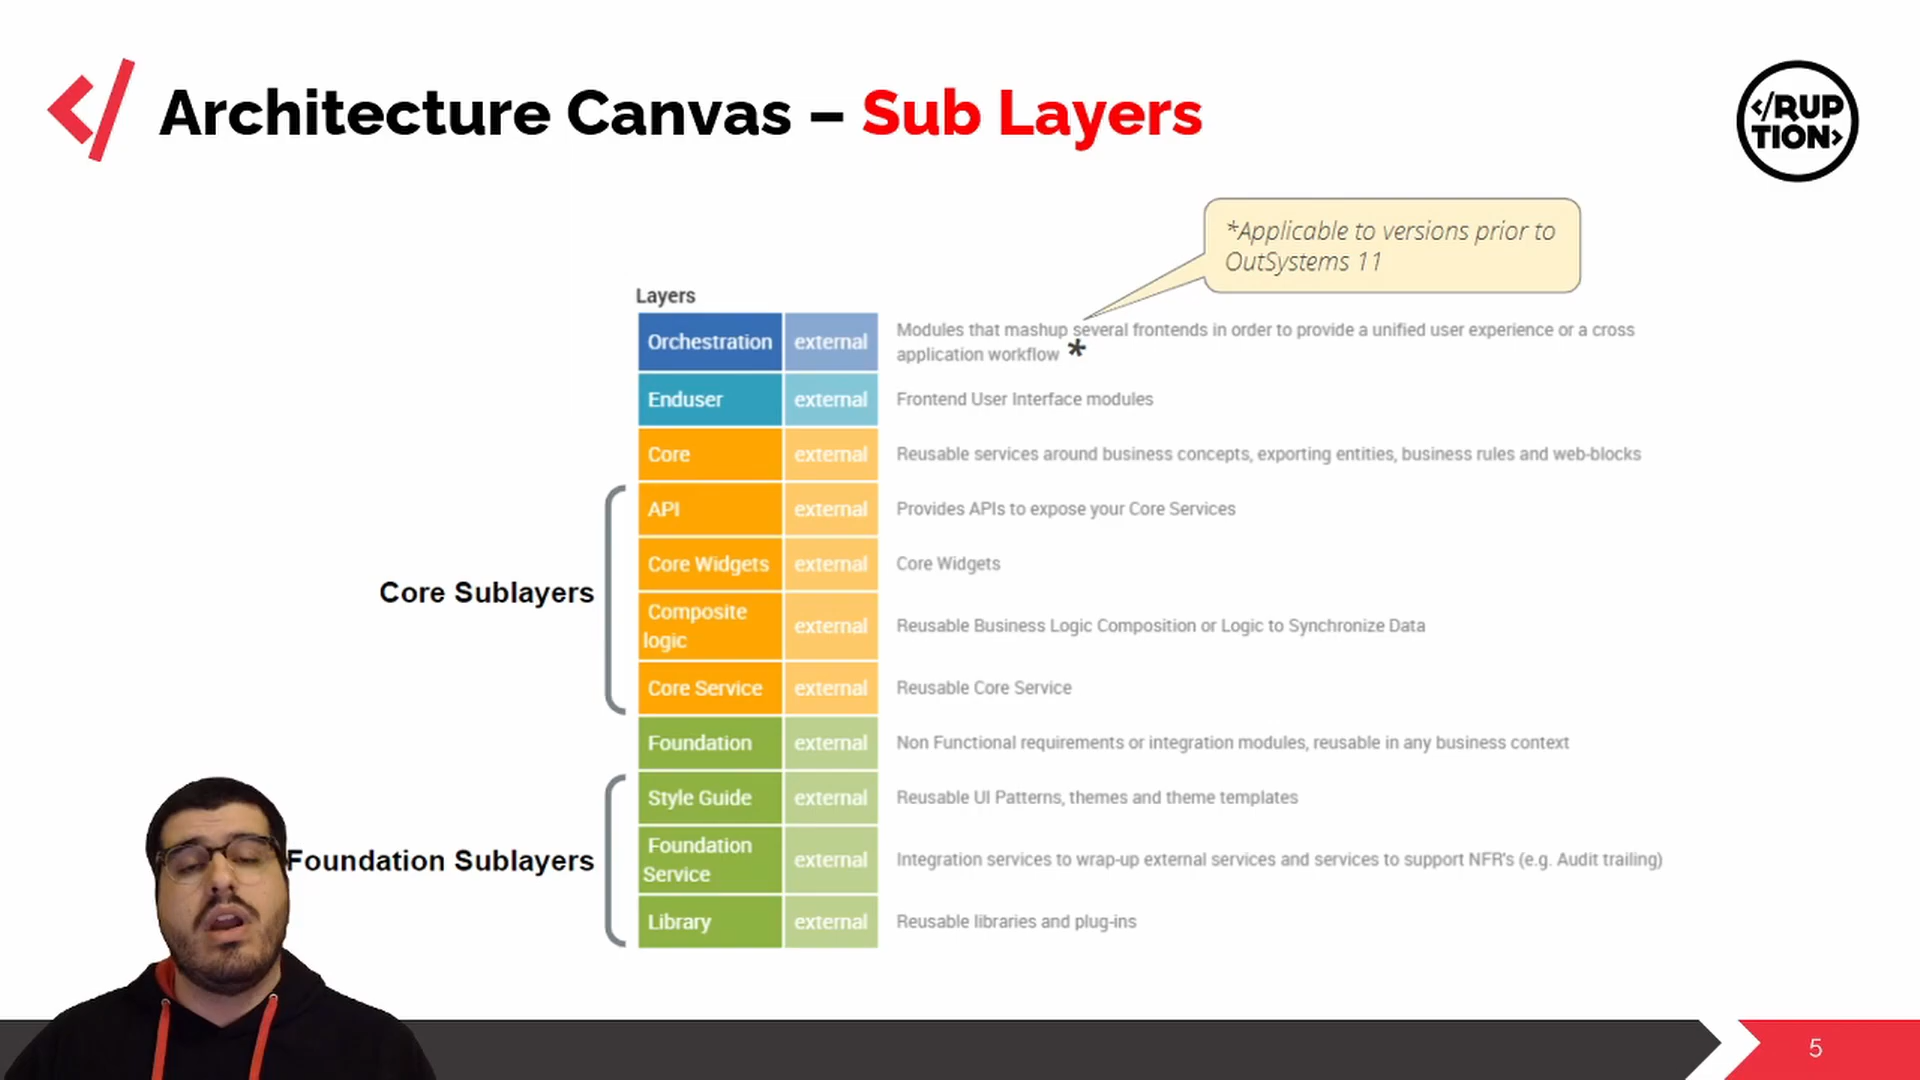 </ Architecture Canvas – Sub Layers
</RUP
TION>
*Applicable to versions prior to
OutSystems 11
Layers
Orchestration external Modules that mashup several frontends in order to provide a unified user experience or a cross
application workflow *
Enduser external Frontend User Interface modules
Core external Reusable services around business concepts, exporting entities, business rules and web-blocks
API external Provides APIs to expose your Core Services
Core Widgets external Core Widgets
Core Sublayers
Composite
logic external Reusable Business Logic Composition or Logic to Synchronize Data
Core Service external Reusable Core Service
Foundation external Non Functional requirements or integration modules, reusable in any business context
Style Guide external Reusable UI Patterns, themes and theme templates
Foundation Sublayers
Foundation
Service external Integration services to wrap-up external services and services to support NFR's (e.g. Audit trailing)
Library external Reusable libraries and plug-ins
5